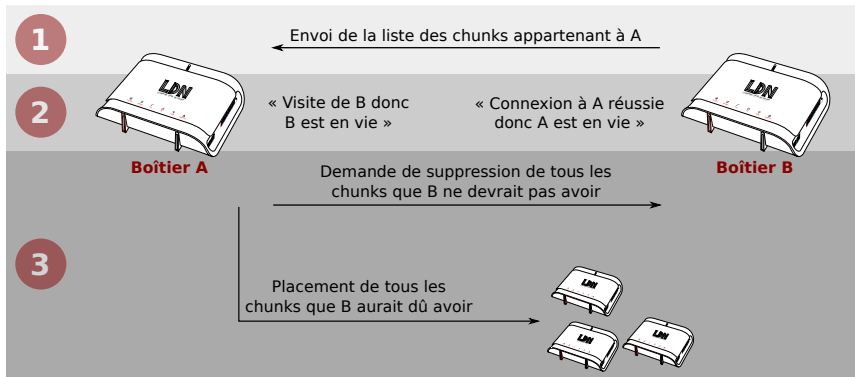 1
Envoi de la liste des chunks appartenant à A
LDN
LDN
2
« Visite de B donc
B est en vie »
« Connexion à A réussie
donc A est en vie »
Boîtier A
Boîtier B
Demande de suppression de tous les
chunks que B ne devrait pas avoir
3
Placement de tous les
chunks que B aurait dû avoir
LDN
LDN
LDN